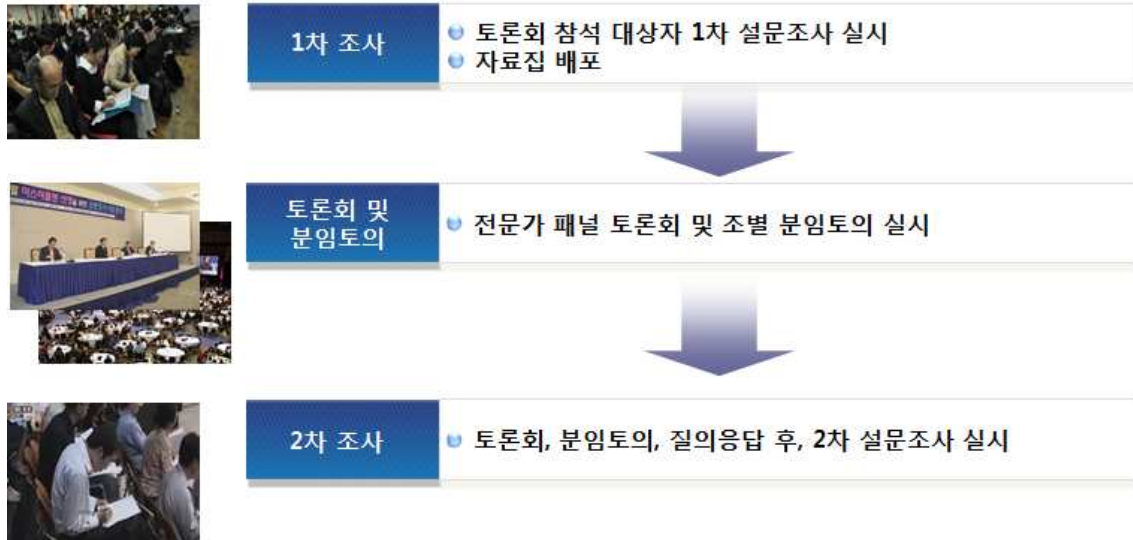 1차 조사
토론회 참석 대상자 1차 설문조사 실시
자료집 배포
토론회 및
분임토의
전문가 패널 토론회 및 조별 분임토의 실시
2차 조사
토론회, 분임토의, 질의응답 후, 2차 설문조사 실시